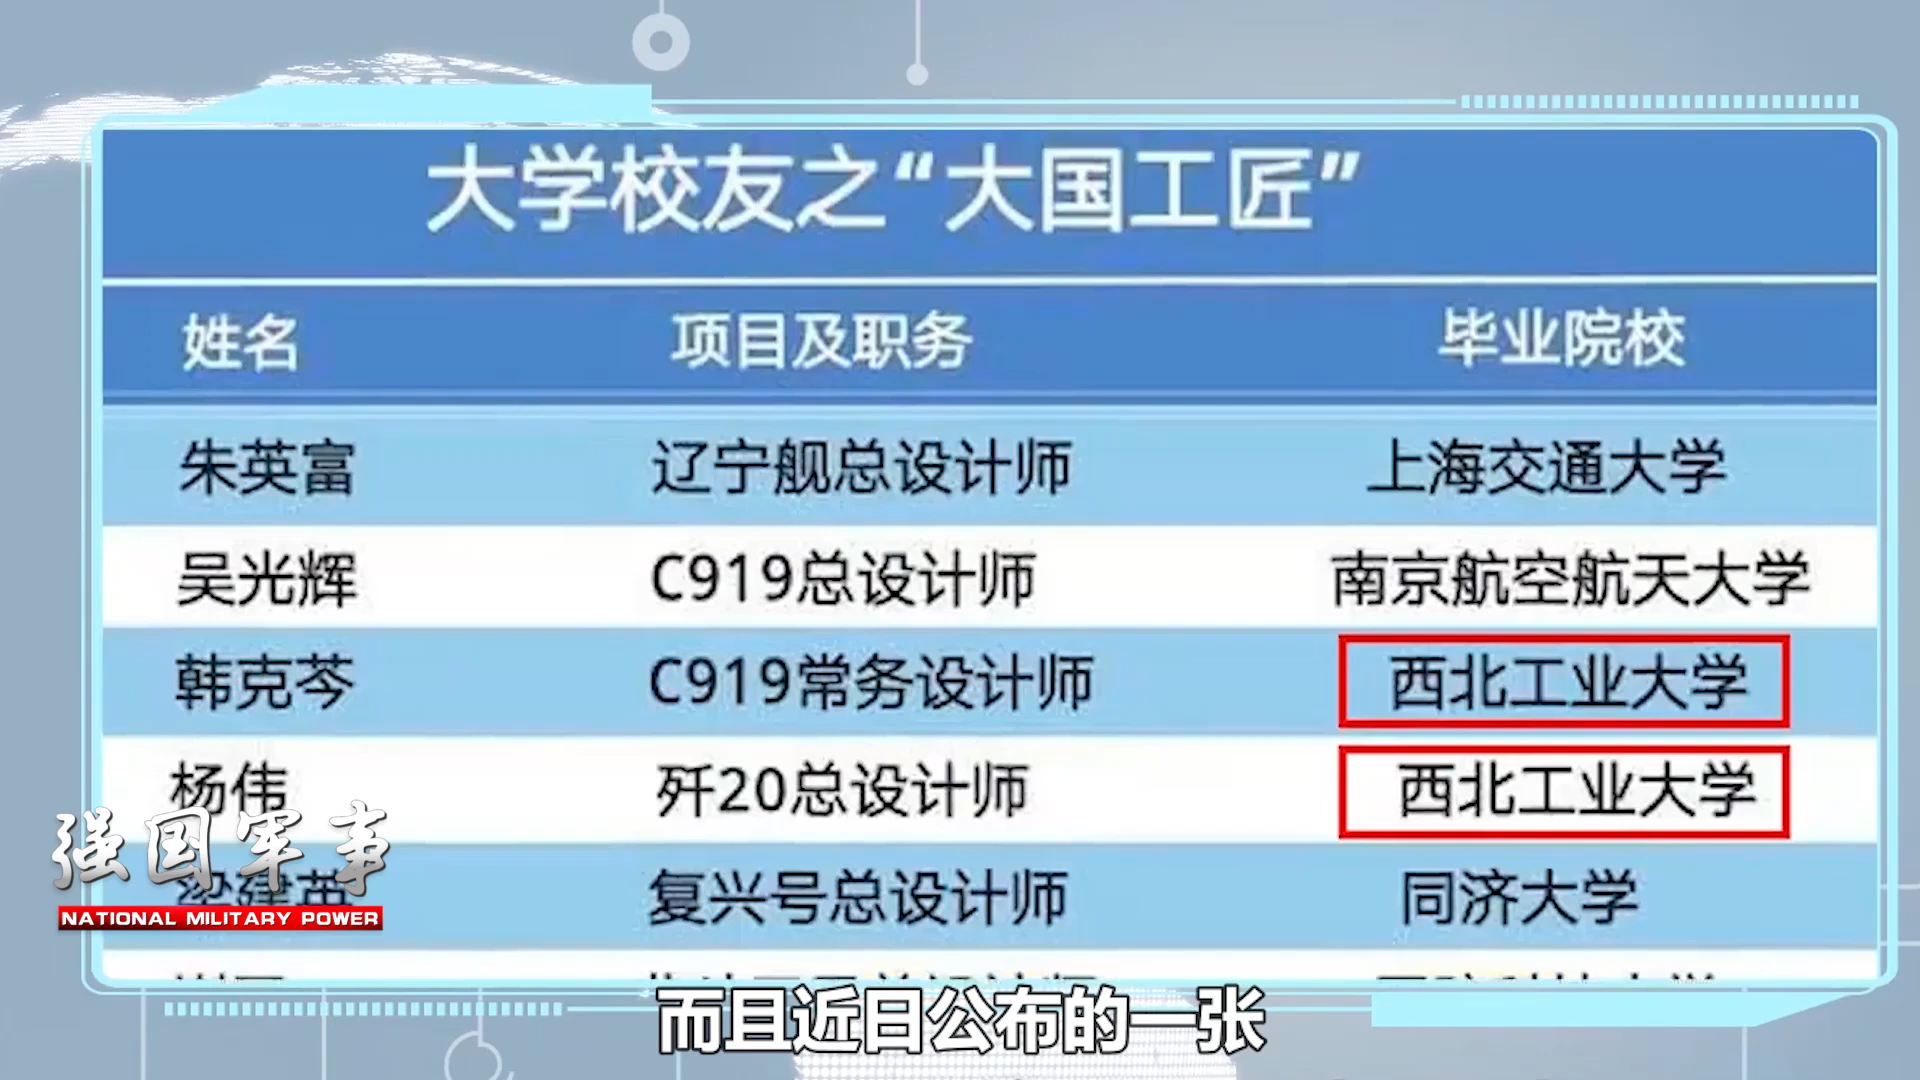 大学校友之“大国工匠”
姓名 项目及职务 毕业院校
朱英富 辽宁舰总设计师 上海交通大学
吴光辉 C919总设计师 南京航空航天大学
韩克芩 C919常务设计师 西北工业大学
杨伟 歼20总设计师 西北工业大学
强国军事
梁建英 复兴号总设计师 同济大学
NATIONAL MILITARY POWER
而且近日公布的一张